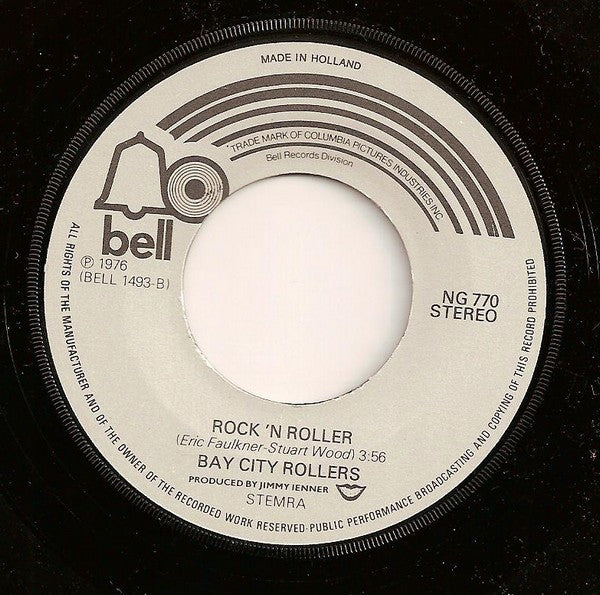 MADE IN HOLLAND
TRADE MARK OF COLUMBIA PICTURES INDUSTRIES INC
Bell Records Division
bell
℗ 1976
(BELL 1493-B)
NG 770
STEREO
ROCK 'N ROLLER
(Eric Faulkner-Stuart Wood) 3:56
BAY CITY ROLLERS
PRODUCED BY JIMMY IENNER
STEMRA
ALL RIGHTS OF THE MANUFACTURER AND OF THE OWNER OF THE RECORDED WORK RESERVED·PUBLIC PERFORMANCE BROADCASTING AND COPYING OF THIS RECORD PROHIBITED